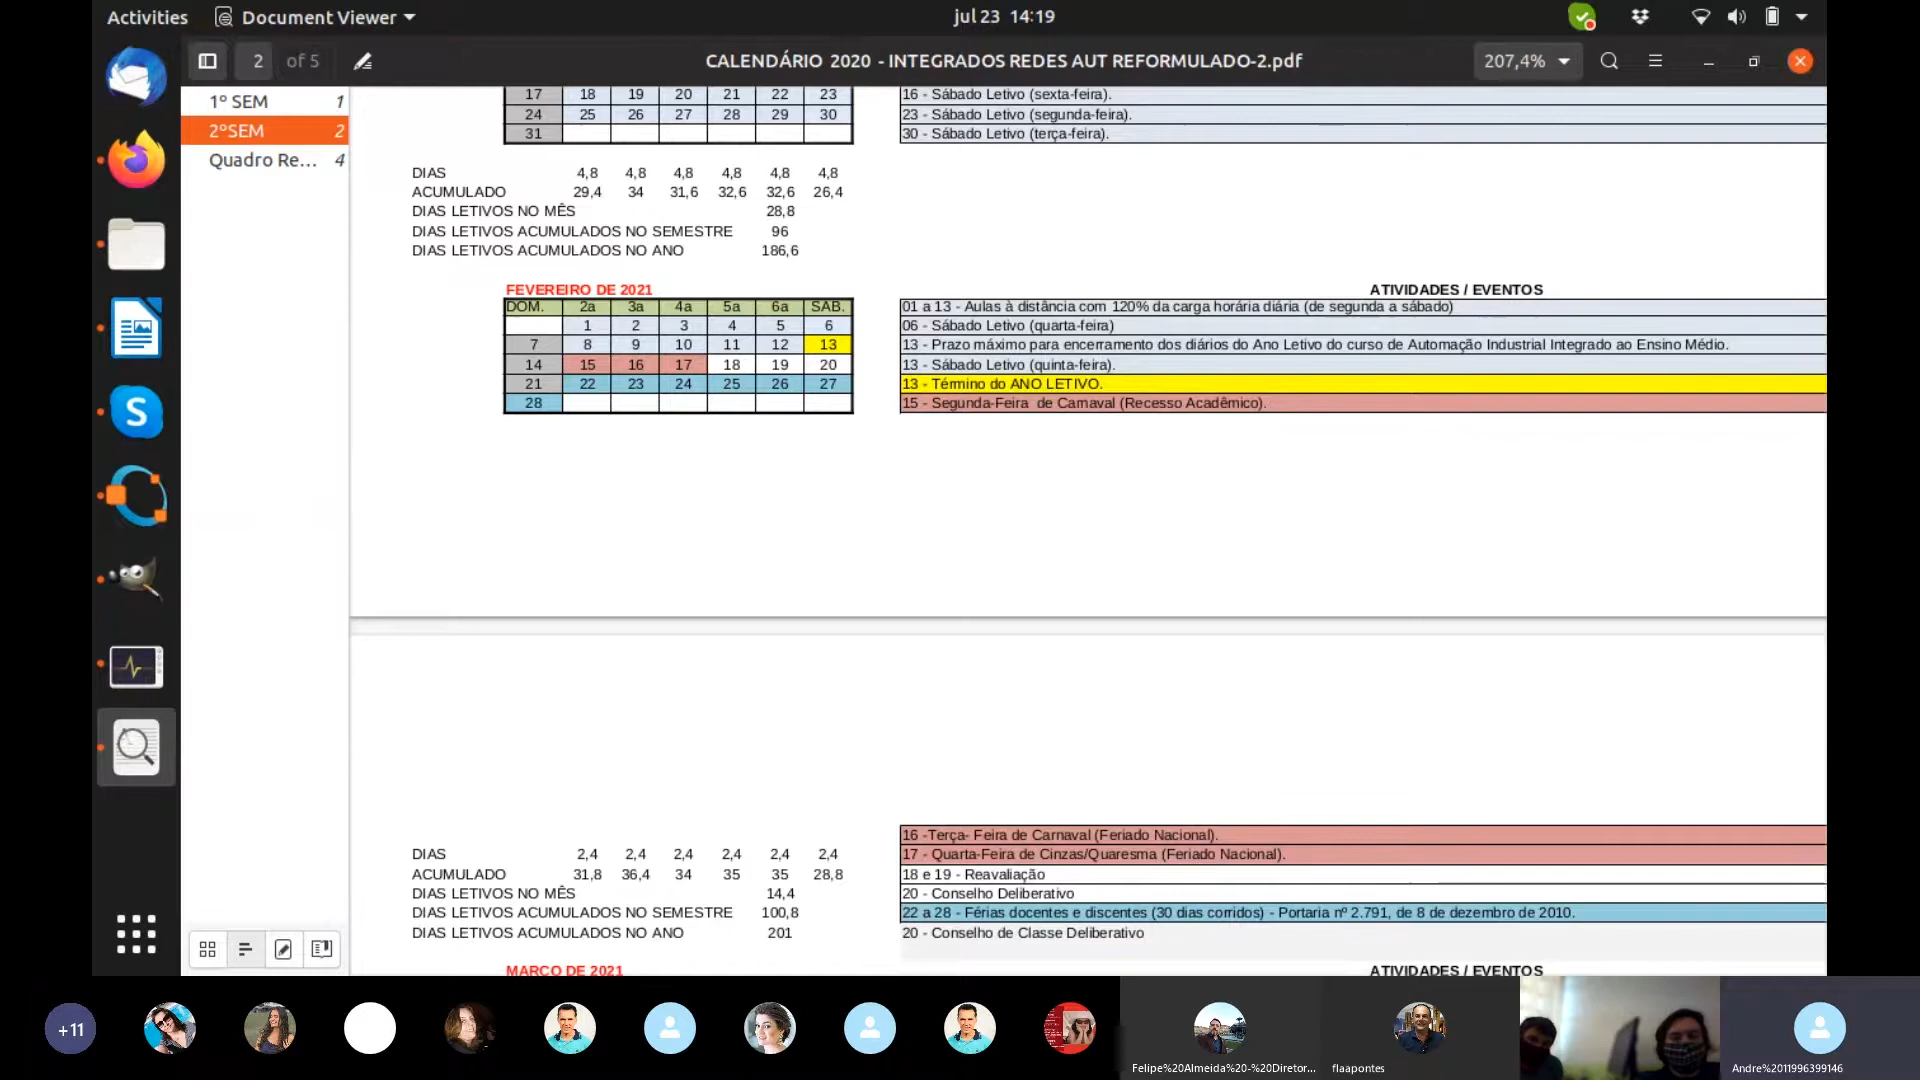 Activities Document Viewer jul 23 14:19
2 of 5 CALENDÁRIO 2020 - INTEGRADOS REDES AUT REFORMULADO-2.pdf 207,4%
1º SEM 1
2ºSEM 2
Quadro Re... 4
17 18 19 20 21 22 23
24 25 26 27 28 29 30
31
16 - Sábado Letivo (sexta-feira).
23 - Sábado Letivo (segunda-feira).
30 - Sábado Letivo (terça-feira).
DIAS 4,8 4,8 4,8 4,8 4,8 4,8
ACUMULADO 29,4 34 31,6 32,6 32,6 26,4
DIAS LETIVOS NO MÊS 28,8
DIAS LETIVOS ACUMULADOS NO SEMESTRE 96
DIAS LETIVOS ACUMULADOS NO ANO 186,6
FEVEREIRO DE 2021
DOM. 2a 3a 4a 5a 6a SAB.
1 2 3 4 5 6
7 8 9 10 11 12 13
14 15 16 17 18 19 20
21 22 23 24 25 26 27
28
ATIVIDADES / EVENTOS
01 a 13 - Aulas à distância com 120% da carga horária diária (de segunda a sábado)
06 - Sábado Letivo (quarta-feira)
13 - Prazo máximo para encerramento dos diários do Ano Letivo do curso de Automação Industrial Integrado ao Ensino Médio.
13 - Sábado Letivo (quinta-feira).
13 - Término do ANO LETIVO.
15 - Segunda-Feira de Carnaval (Recesso Acadêmico).
DIAS 2,4 2,4 2,4 2,4 2,4 2,4
ACUMULADO 31,8 36,4 34 35 35 28,8
DIAS LETIVOS NO MÊS 14,4
DIAS LETIVOS ACUMULADOS NO SEMESTRE 100,8
DIAS LETIVOS ACUMULADOS NO ANO 201
16 -Terça- Feira de Carnaval (Feriado Nacional).
17 - Quarta-Feira de Cinzas/Quaresma (Feriado Nacional).
18 e 19 - Reavaliação
20 - Conselho Deliberativo
22 a 28 - Férias docentes e discentes (30 dias corridos) - Portaria nº 2.791, de 8 de dezembro de 2010.
20 - Conselho de Classe Deliberativo
MARÇO DE 2021 ATIVIDADES / EVENTOS
+11
Felipe%20Almeida%20-%20Diretor...
flaapontes
Andre%2011996399146